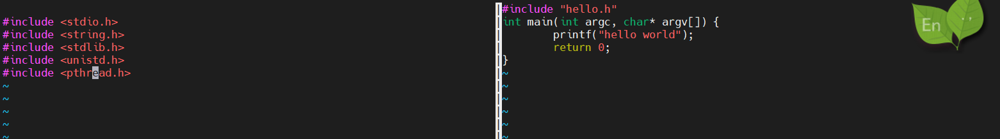 #include <stdio.h>
#include <string.h>
#include <stdlib.h>
#include <unistd.h>
#include <pthread.h>
~
~
~
~
~
#include "hello.h"
int main(int argc, char* argv[]) {
        printf("hello world");
        return 0;
}
~
~
~
~
~
~
En